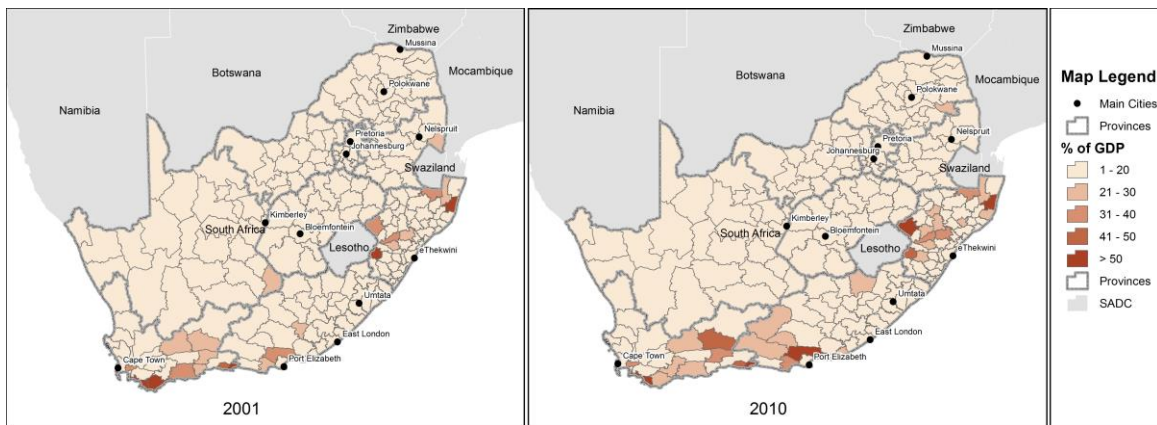 Zimbabwe
Mussina
Botswana
Mocambique
Polokwane
Namibia
Nelspruit
Pretoria
Johannesburg
Swaziland
Kimberley
South Africa
Bloemfontein
Lesotho
eThekwini
Umtata
East London
Cape Town
Port Elizabeth
2001
Zimbabwe
Mussina
Botswana
Mocambique
Polokwane
Namibia
Nelspruit
Pretoria
Johannesburg
Swaziland
Kimberley
South Africa
Bloemfontein
Lesotho
eThekwini
Umtata
East London
Cape Town
Port Elizabeth
2010
Map Legend
Main Cities
Provinces
% of GDP
1 - 20
21 - 30
31 - 40
41 - 50
> 50
Provinces
SADC